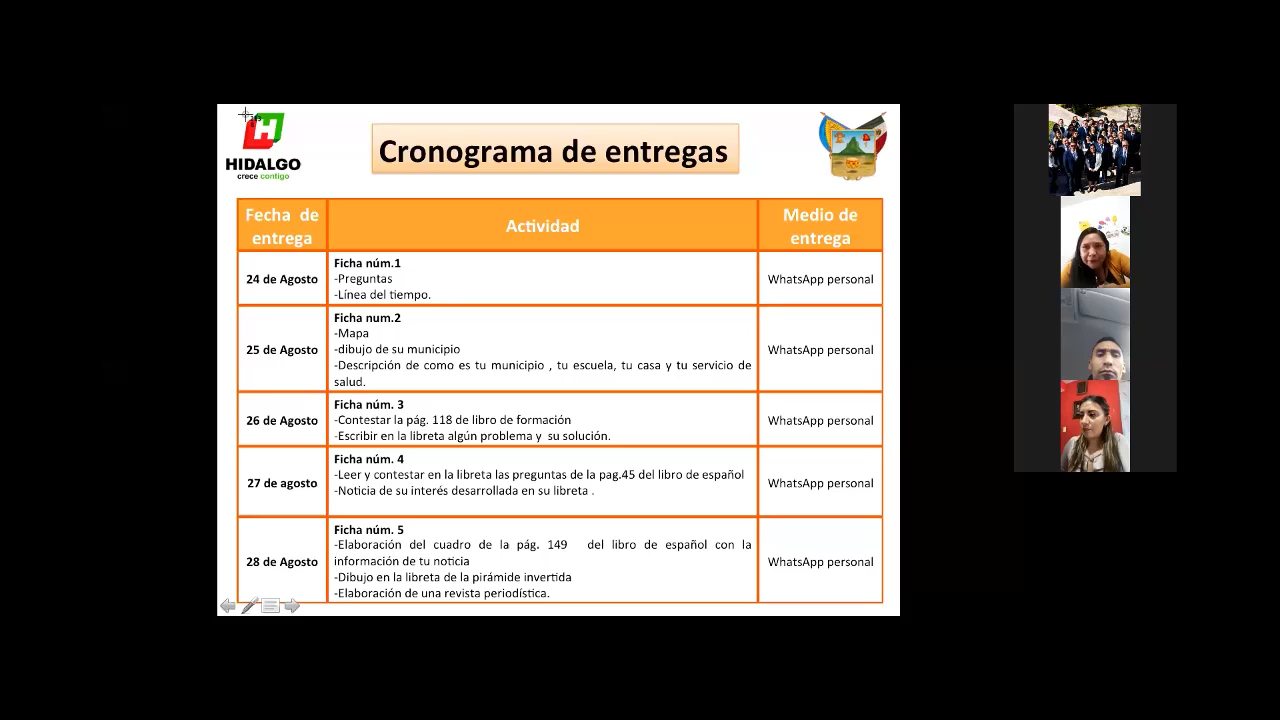 HIDALGO
crece contigo
Cronograma de entregas
Fecha de
entrega
Actividad
Medio de
entrega
24 de Agosto
Ficha núm.1
-Preguntas
-Línea del tiempo.
WhatsApp personal
25 de Agosto
Ficha num.2
-Mapa
-dibujo de su municipio
-Descripción de como es tu municipio , tu escuela, tu casa y tu servicio de
salud.
WhatsApp personal
26 de Agosto
Ficha núm. 3
-Contestar la pág. 118 de libro de formación
-Escribir en la libreta algún problema y su solución.
WhatsApp personal
27 de agosto
Ficha núm. 4
-Leer y contestar en la libreta las preguntas de la pag.45 del libro de español
-Noticia de su interés desarrollada en su libreta .
WhatsApp personal
28 de Agosto
Ficha núm. 5
-Elaboración del cuadro de la pág. 149 del libro de español con la
información de tu noticia
-Dibujo en la libreta de la pirámide invertida
-Elaboración de una revista periodística.
WhatsApp personal